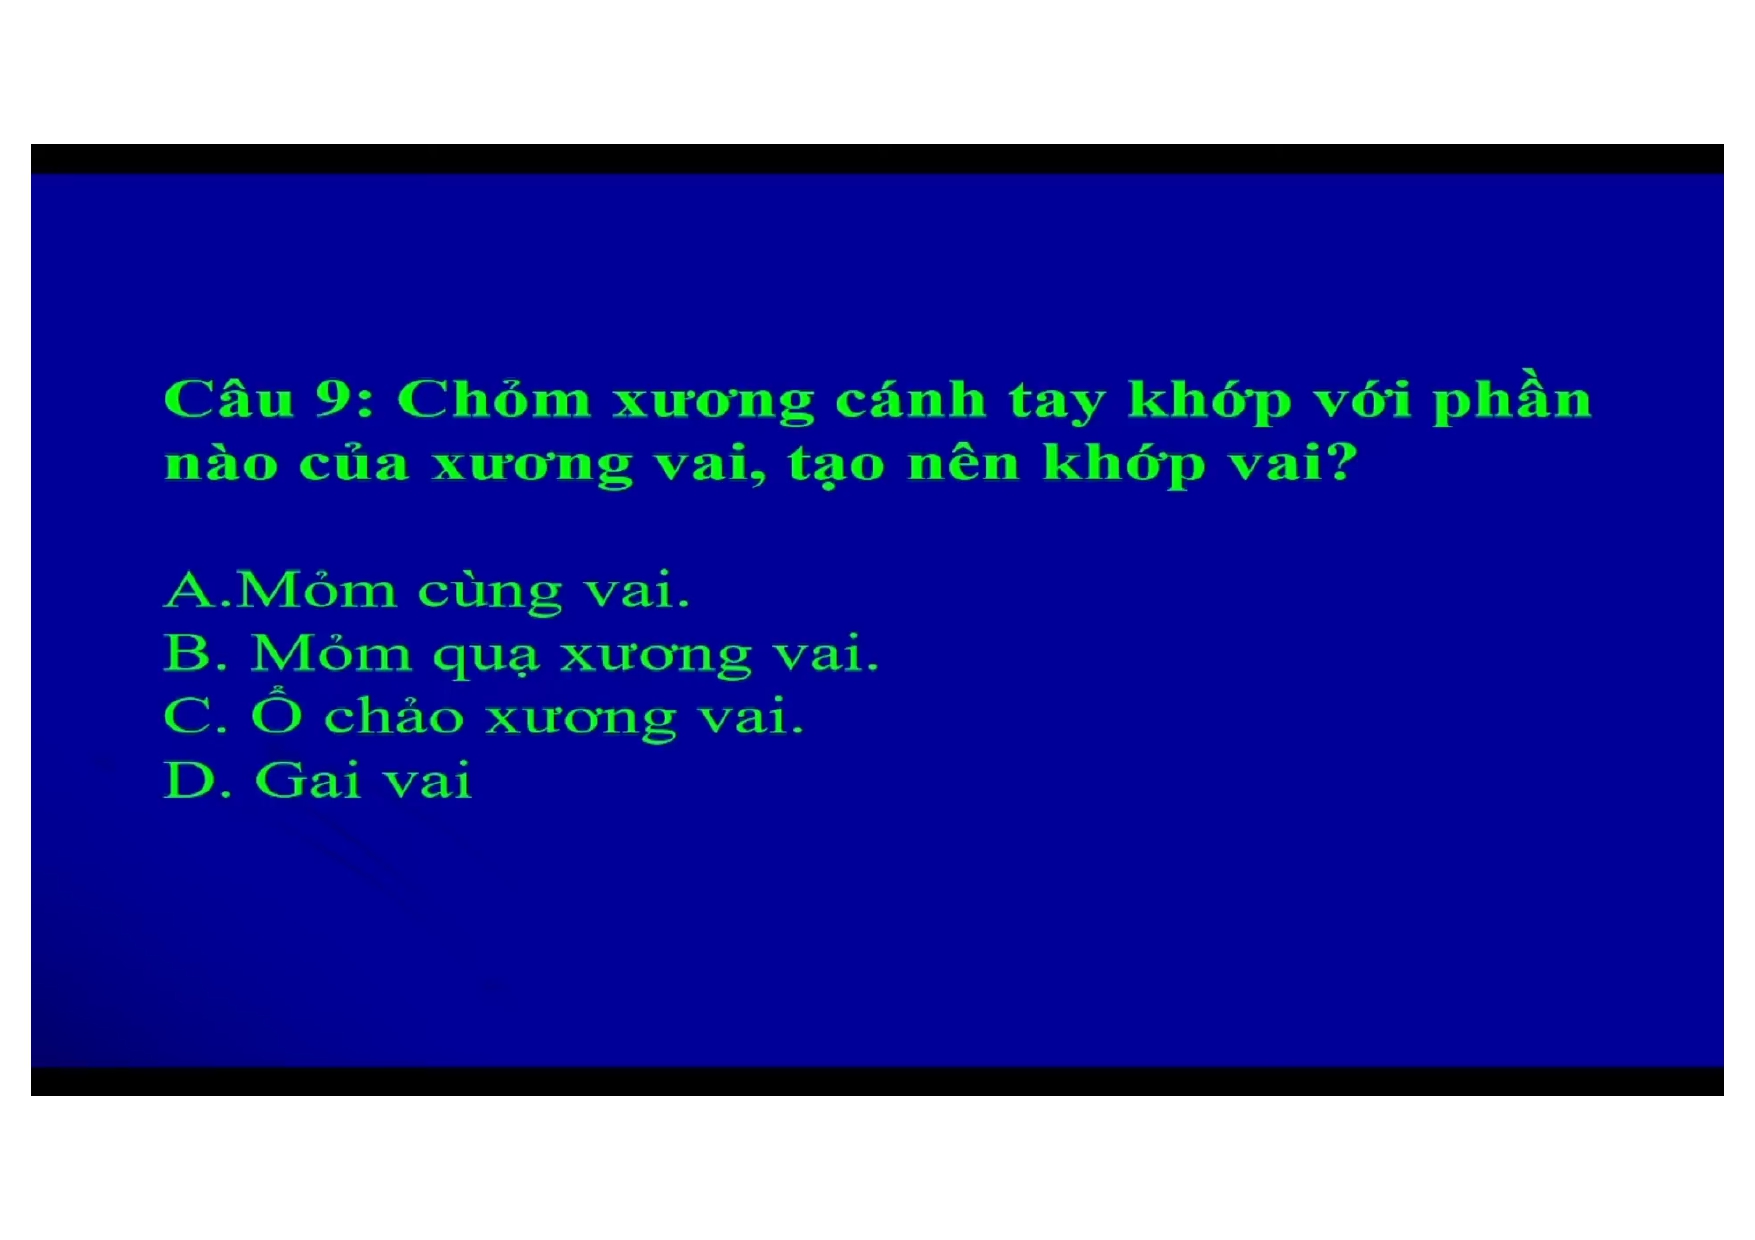 Câu 9: Chỏm xương cánh tay khớp với phần
nào của xương vai, tạo nên khớp vai?
A.Mỏm cùng vai.
B. Mỏm quạ xương vai.
C. Ổ chảo xương vai.
D. Gai vai